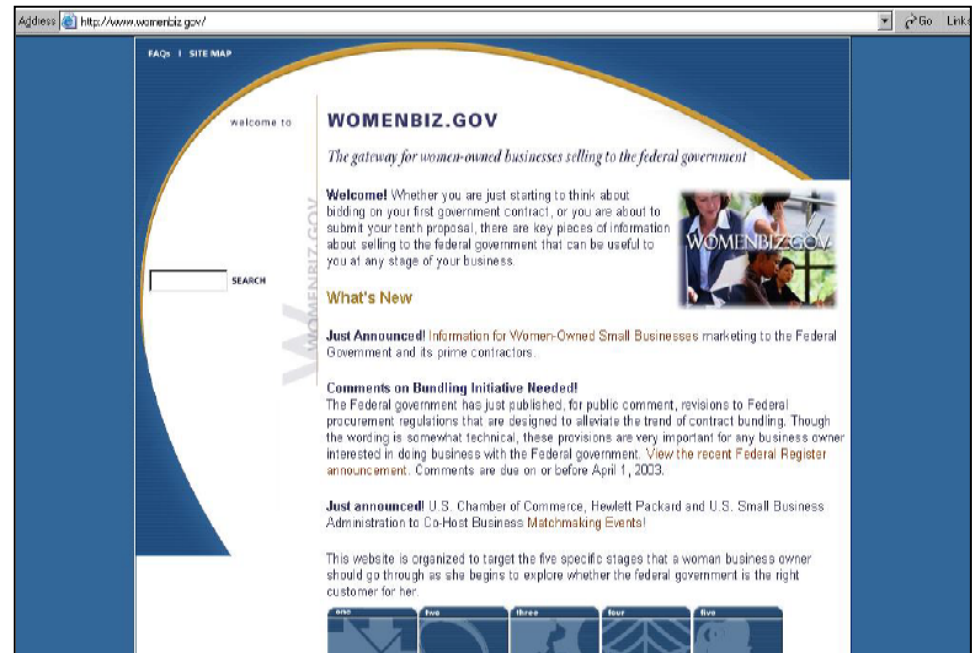 Address http://www.womenbiz.gov/ Go Links
FAQs | SITE MAP
welcome to
WOMENBIZ.GOV
The gateway for women-owned businesses selling to the federal government
Welcome! Whether you are just starting to think about
bidding on your first government contract, or you are about to
submit your tenth proposal, there are key pieces of information
about selling to the federal government that can be useful to
you at any stage of your business.
WOMENBIZ.GOV
SEARCH
WOMENBIZ.GOV
W
What's New
Just Announced! Information for Women-Owned Small Businesses marketing to the Federal
Government and its prime contractors.
Comments on Bundling Initiative Needed!
The Federal government has just published, for public comment, revisions to Federal
procurement regulations that are designed to alleviate the trend of contract bundling. Though
the wording is somewhat technical, these provisions are very important for any business owner
interested in doing business with the Federal government. View the recent Federal Register
announcement. Comments are due on or before April 1, 2003.
Just announced! U.S. Chamber of Commerce, Hewlett Packard and U.S. Small Business
Administration to Co-Host Business Matchmaking Events!
This website is organized to target the five specific stages that a woman business owner
should go through as she begins to explore whether the federal government is the right
customer for her.
one two three four five